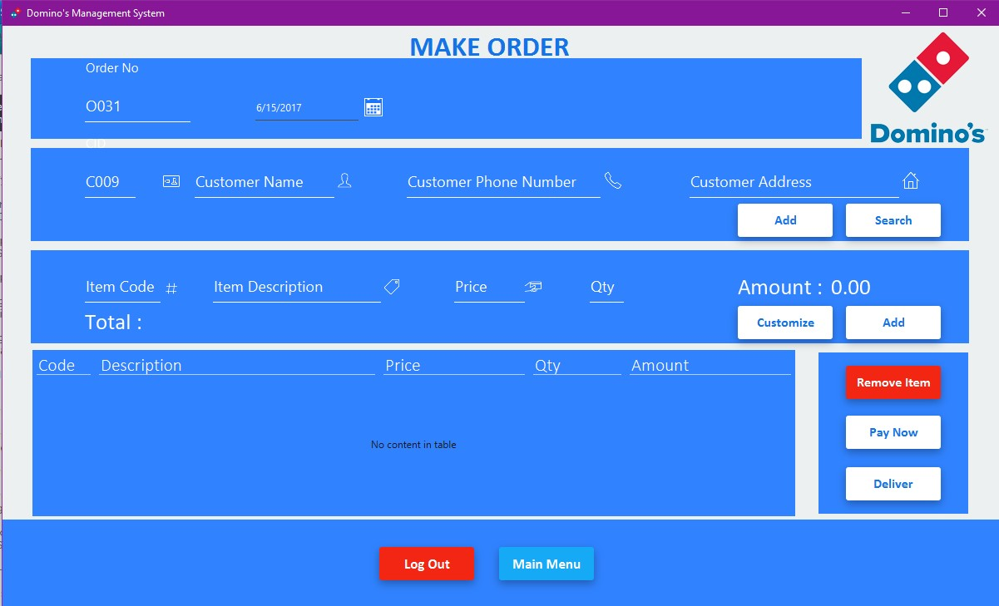 Domino's Management System
MAKE ORDER
Order No
O031
6/15/2017
Domino's
CID
C009
Customer Name
Customer Phone Number
Customer Address
Add
Search
Item Code
#
Item Description
Price
Qty
Amount : 0.00
Total :
Customize
Add
Code
Description
Price
Qty
Amount
No content in table
Remove Item
Pay Now
Deliver
Log Out
Main Menu